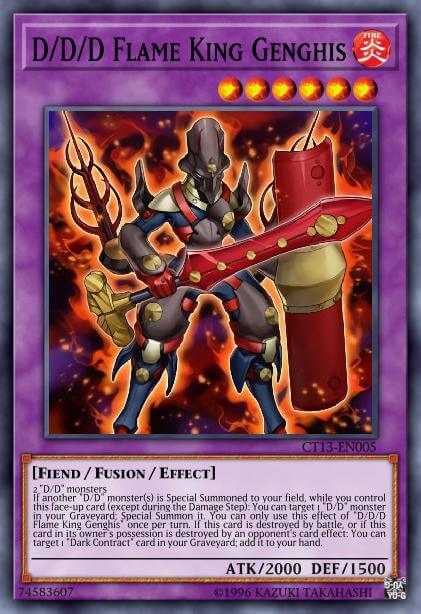 D/D/D Flame King Genghis
FIRE
炎
CT13-EN005
[Fiend / Fusion / Effect]
2 "D/D" monsters
If another "D/D" monster(s) is Special Summoned to your field, while you control
this face-up card (except during the Damage Step): You can target 1 "D/D" monster
in your Graveyard; Special Summon it. You can only use this effect of "D/D/D
Flame King Genghis" once per turn. If this card is destroyed by battle, or if this
card in its owner's possession is destroyed by an opponent's card effect: You can
target 1 "Dark Contract" card in your Graveyard; add it to your hand.
ATK/2000 DEF/1500
74583607
©1996 KAZUKI TAKAHASHI